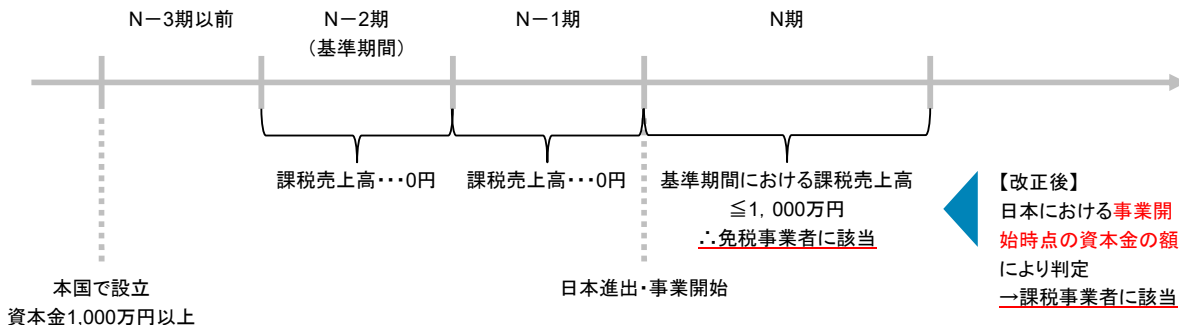 N-3期以前
N-2期
(基準期間)
N-1期
N期
課税売上高・・・0円
課税売上高・・・0円
基準期間における課税売上高
≦1，000万円
∴免税事業者に該当
【改正後】
日本における事業開
始時点の資本金の額
により判定
→課税事業者に該当
本国で設立
資本金1,000万円以上
日本進出・事業開始